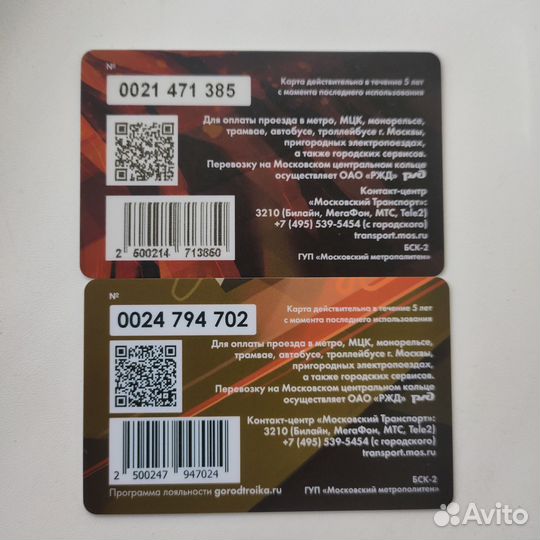 №
0021 471 385
Карта действительна в течение 5 лет
с момента последнего использования
Для оплаты проезда в метро, МЦК, монорельсе,
трамвае, автобусе, троллейбусе г. Москвы,
пригородных электропоездах,
а также городских сервисов.
Перевозку на Московском центральном кольце
осуществляет ОАО «РЖД» РЖД
Контакт-центр
«Московский Транспорт»:
3210 (Билайн, МегаФон, МТС, Tele2)
+7 (495) 539-5454 (с городского)
transport.mos.ru
2 500214 713850
БСК-2
ГУП «Московский метрополитен»
№
0024 794 702
Карта действительна в течение 5 лет
с момента последнего использования
Для оплаты проезда в метро, МЦК, монорельсе,
трамвае, автобусе, троллейбусе г. Москвы,
пригородных электропоездах,
а также городских сервисов.
Перевозку на Московском центральном кольце
осуществляет ОАО «РЖД» РЖД
Контакт-центр «Московский Транспорт»:
3210 (Билайн, МегаФон, МТС, Tele2)
+7 (495) 539-5454 (с городского)
transport.mos.ru
2 500247 947024
Программа лояльности gorodtroika.ru
БСК-2
ГУП «Московский метрополитен»
Avito